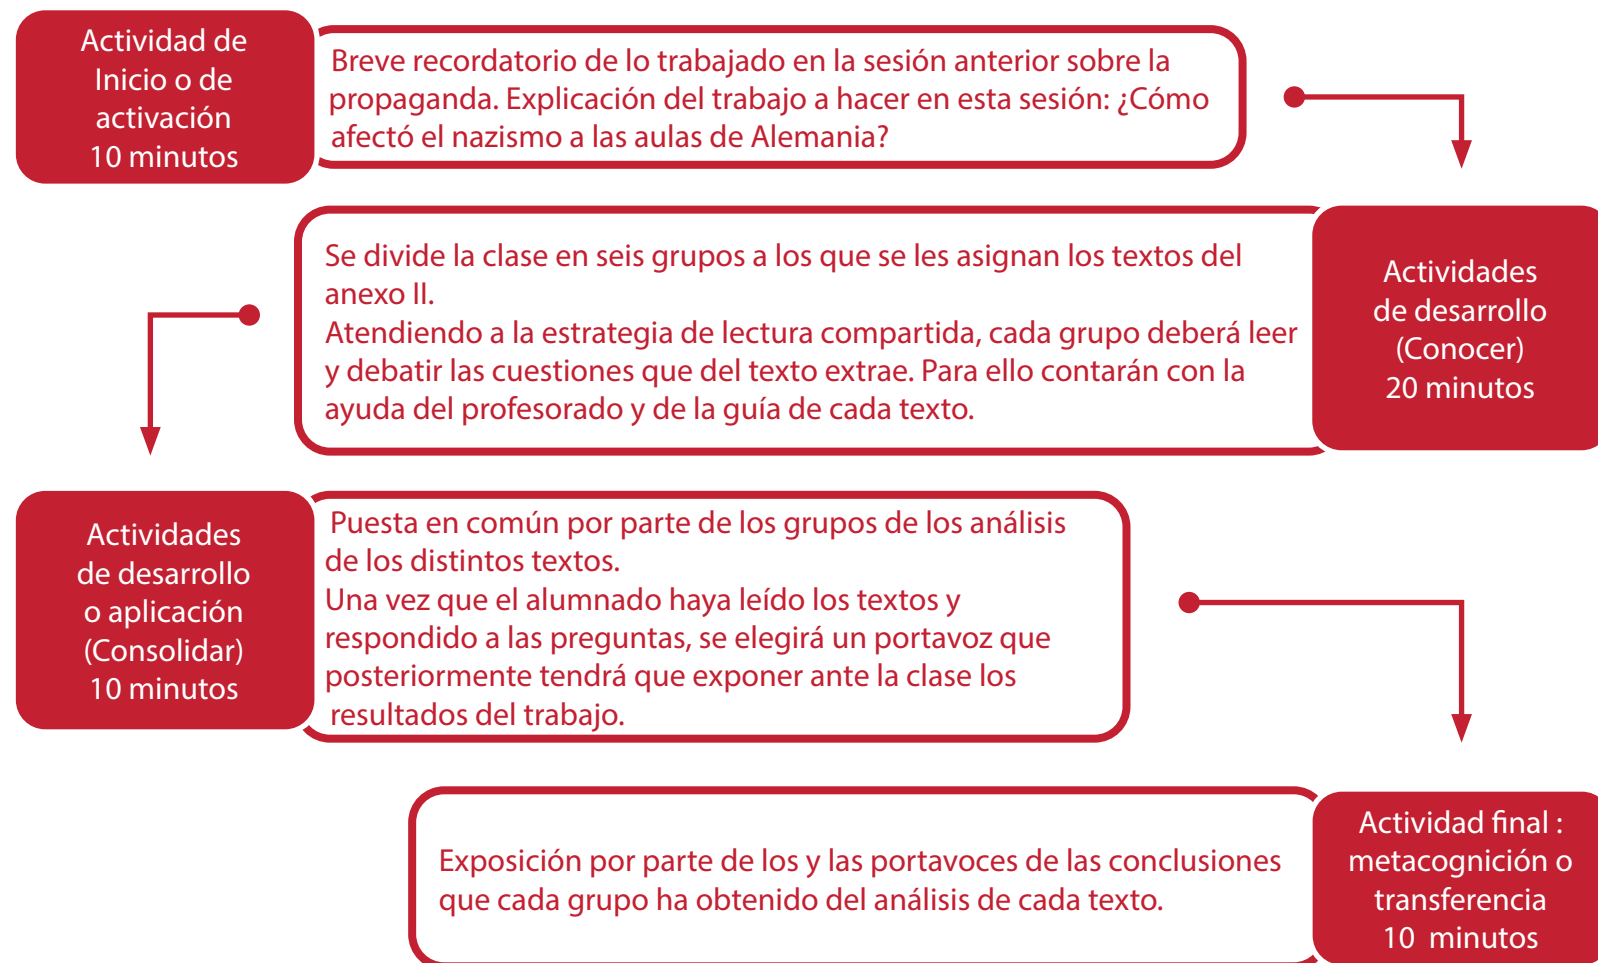 Actividad de
Inicio o de
activación
10 minutos
Breve recordatorio de lo trabajado en la sesión anterior sobre la
propaganda. Explicación del trabajo a hacer en esta sesión: ¿Cómo
afectó el nazismo a las aulas de Alemania?
Se divide la clase en seis grupos a los que se les asignan los textos del
anexo II.
Atendiendo a la estrategia de lectura compartida, cada grupo deberá leer
y debatir las cuestiones que del texto extrae. Para ello contarán con la
ayuda del profesorado y de la guía de cada texto.
Actividades
de desarrollo
(Conocer)
20 minutos
Actividades
de desarrollo
o aplicación
(Consolidar)
10 minutos
Puesta en común por parte de los grupos de los análisis
de los distintos textos.
Una vez que el alumnado haya leído los textos y
respondido a las preguntas, se elegirá un portavoz que
posteriormente tendrá que exponer ante la clase los
resultados del trabajo.
Exposición por parte de los y las portavoces de las conclusiones
que cada grupo ha obtenido del análisis de cada texto.
Actividad final :
metacognición o
transferencia
10 minutos